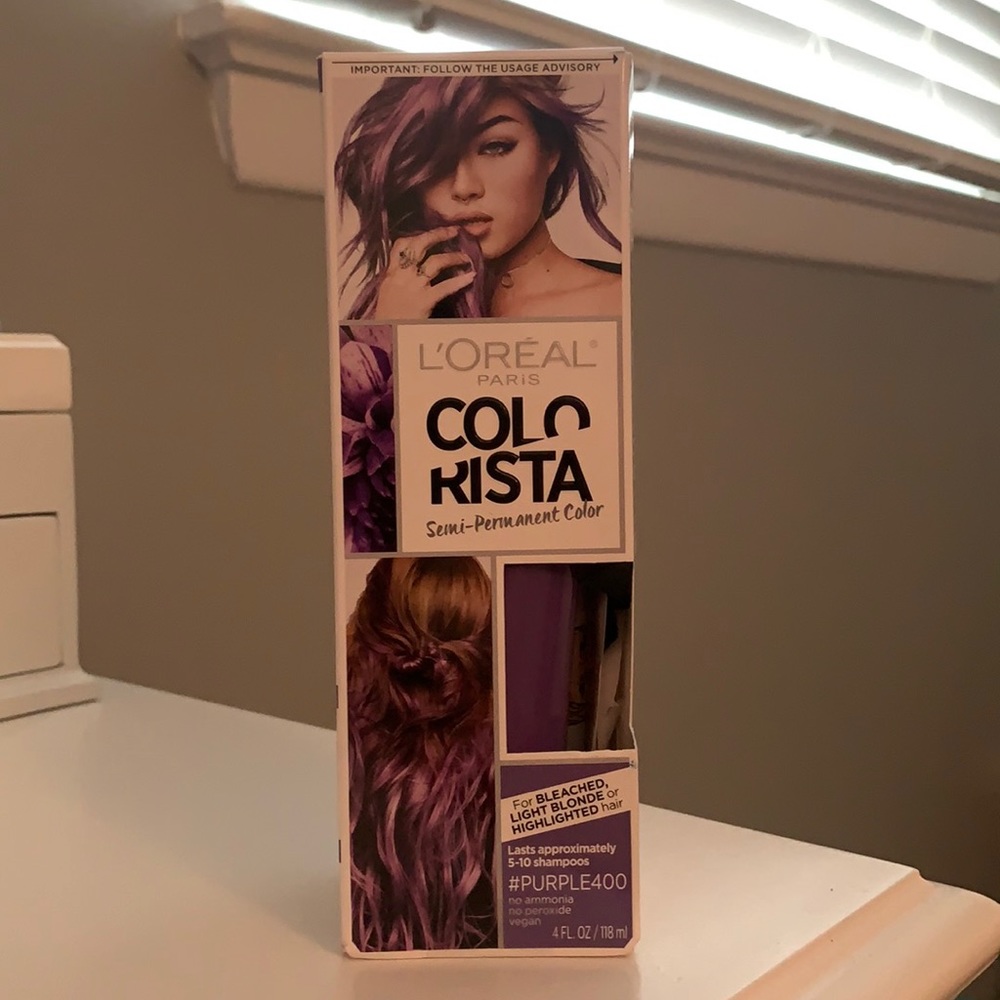 IMPORTANT: FOLLOW THE USAGE ADVISORY
L'ORÉAL®
PARiS
COLO
RISTA
Semi-Permanent Color
For BLEACHED,
LIGHT BLONDE or
HIGHLIGHTED hair
Lasts approximately
5-10 shampoos
#PURPLE400
no ammonia
no peroxide
vegan
4 FL. OZ / 118 ml